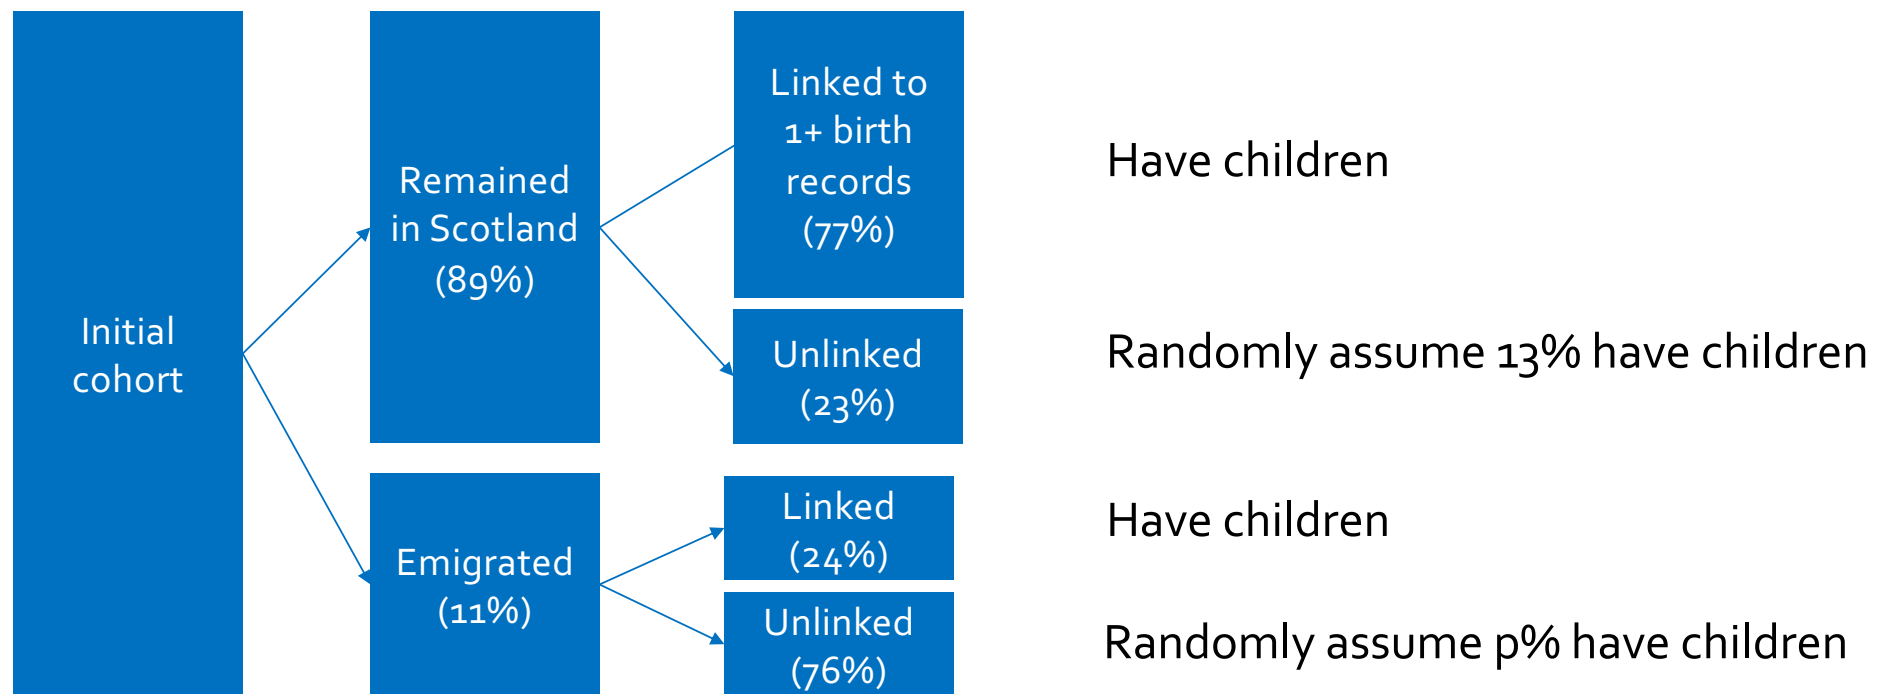 Initial
cohort
Remained
in Scotland
(89%)
Emigrated
(11%)
Linked to
1+ birth
records
(77%)
Unlinked
(23%)
Linked
(24%)
Unlinked
(76%)
Have children
Randomly assume 13% have children
Have children
Randomly assume p% have children